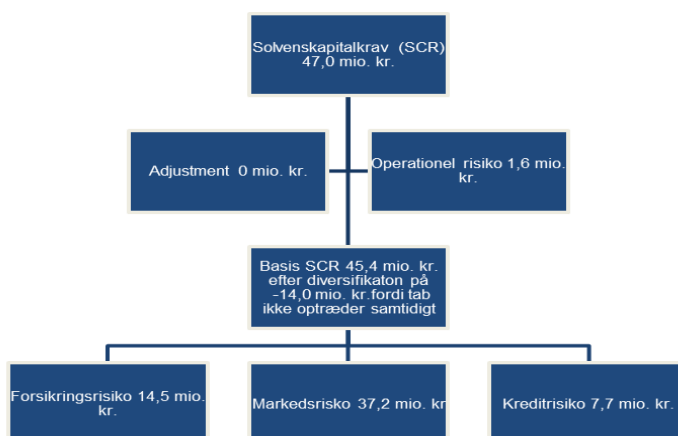 Solvenskapitalkrav (SCR)
47,0 mio. kr.
Adjustment 0 mio. kr.
Operationel risiko 1,6 mio.
kr.
Basis SCR 45,4 mio. kr.
efter diversifikaton på
-14,0 mio. kr.fordi tab
ikke optræder samtidigt
Forsikringsrisiko 14,5 mio.
kr.
Markedsrisko 37,2 mio. kr
Kreditrisiko 7,7 mio. kr.